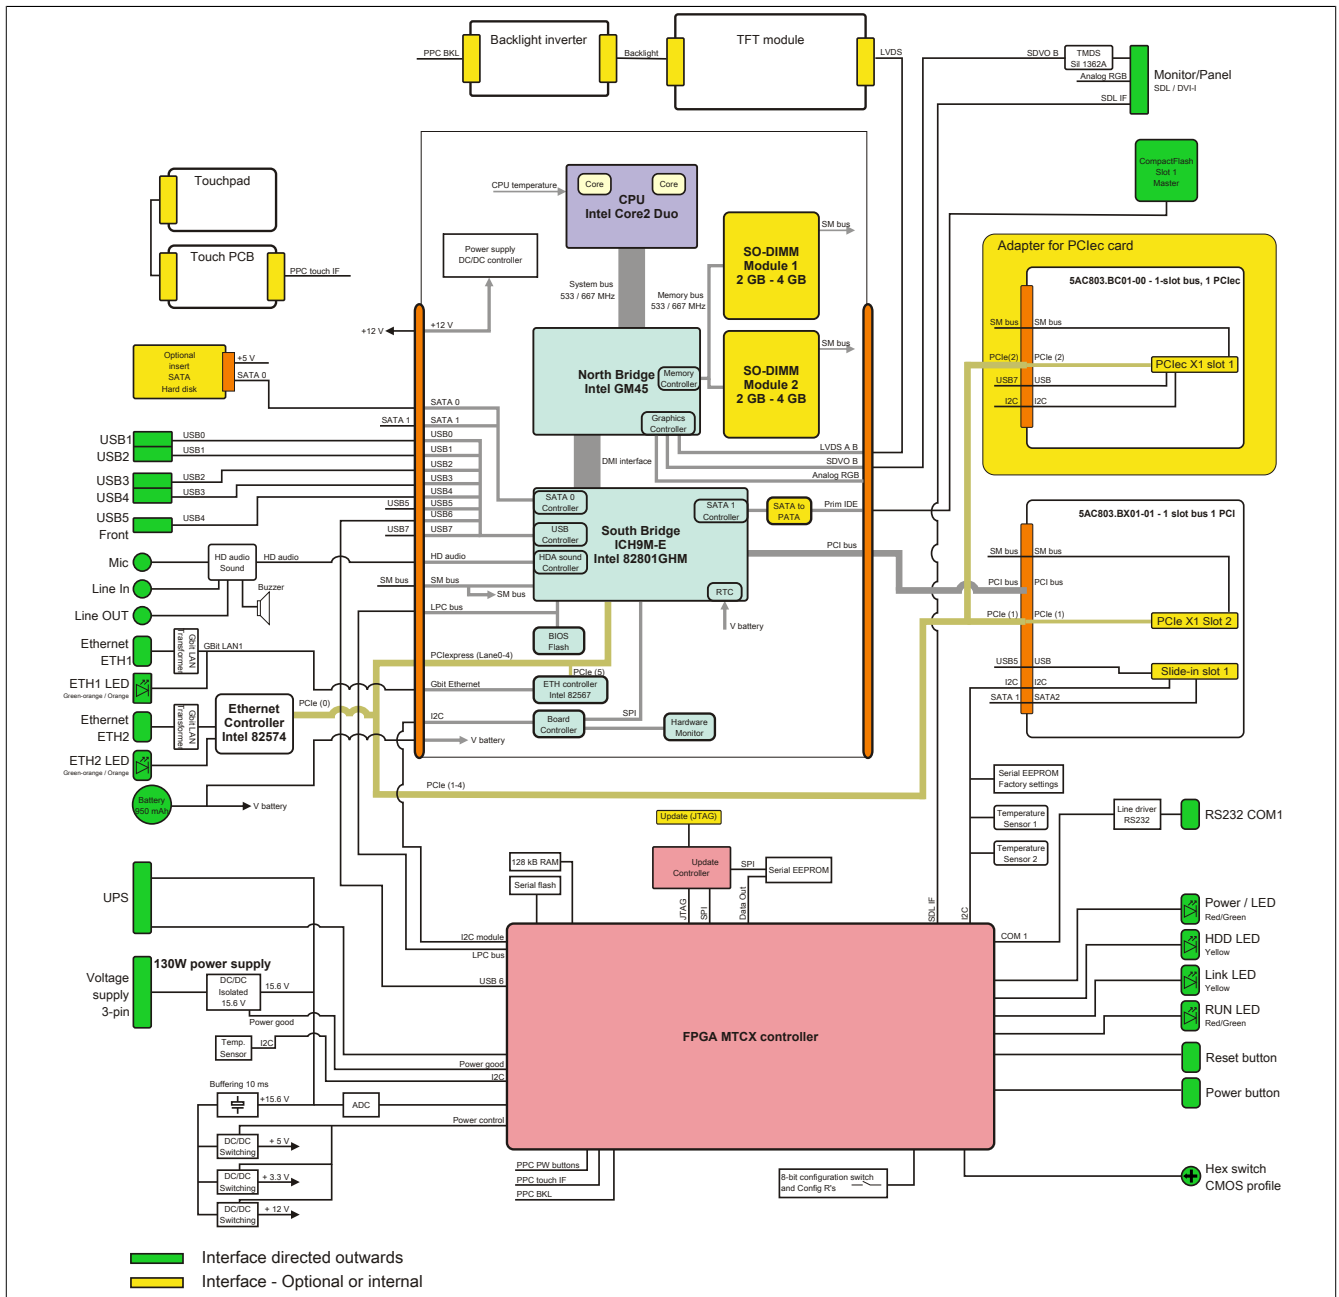 PPC BKL
Backlight inverter
Backlight
TFT module
LVDS
SDVO B
TMDS
Sil 1362A
Analog RGB
SDL IF
Monitor/Panel
SDL / DVI-I
CompactFlash
Slot 1
Master
Touchpad
Touch PCB
PPC touch IF
CPU temperature
Core
Core
CPU
Intel Core2 Duo
Power supply
DC/DC controller
System bus
533 / 667 MHz
Memory bus
533 / 667 MHz
SO-DIMM
Module 1
2 GB - 4 GB
SM bus
SO-DIMM
Module 2
2 GB - 4 GB
SM bus
Adapter for PCIec card
5AC803.BC01-00 - 1-slot bus, 1 PCIec
SM bus
SM bus
PCIe(2)
PCIe (2)
PCIec X1 slot 1
USB7
USB
I2C
I2C
+12 V
+12 V
Optional
insert
SATA
Hard disk
+5 V
SATA 0
North Bridge
Intel GM45
Memory
Controller
Graphics
Controller
SATA 0
SATA 1
SATA 1
USB1
USB0
USB0
USB2
USB1
USB1
USB3
USB2
USB2
USB4
USB3
USB3
USB5
Front
USB4
USB4
USB5
USB5
USB6
USB7
USB7
DMI interface
LVDS A B
SDVO B
Analog RGB
SATA 0
Controller
USB
Controller
HDA sound
Controller
South Bridge
ICH9M-E
Intel 82801GHM
SATA 1
Controller
SATA to
PATA
Prim IDE
PCI bus
RTC
V battery
5AC803.BX01-01 - 1 slot bus 1 PCI
SM bus
SM bus
PCI bus
PCI bus
PCIe (1)
PCIe (1)
PCIe X1 Slot 2
USB5
USB
Slide-in slot 1
I2C
I2C
SATA 1
SATA2
Mic
HD audio
Sound
HD audio
HD audio
Line In
Buzzer
Line OUT
SM bus
SM bus
SM bus
LPC bus
BIOS
Flash
Ethernet
ETH1
Gbit LAN
Transformer
GBit LAN1
ETH1 LED
Green-orange / Orange
PCIexpress (Lane0-4)
PCIe (5)
Gbit Ethernet
ETH controller
Intel 82567
Ethernet
ETH2
Gbit LAN
Transformer
Ethernet
Controller
Intel 82574
PCIe (0)
ETH2 LED
Green-orange / Orange
I2C
Board
Controller
SPI
Hardware
Monitor
V battery
Battery
950 mAh
V battery
PCIe (1-4)
Serial EEPROM
Factory settings
Temperature
Sensor 1
Temperature
Sensor 2
Line driver
RS232
RS232 COM1
Update (JTAG)
Update
Controller
SPI
Serial EEPROM
128 kB RAM
Serial flash
JTAG
SPI
Data Out
SDL IF
I2C
UPS
I2C module
LPC bus
COM 1
Power / LED
Red/Green
HDD LED
Yellow
Link LED
Yellow
RUN LED
Red/Green
Reset button
Power button
Voltage
supply
3-pin
130W power supply
DC/DC
Isolated
15.6 V
15.6 V
Power good
USB 6
Temp.
Sensor
I2C
Power good
I2C
FPGA MTCX controller
Buffering 10 ms
+15.6 V
ADC
Power control
DC/DC
Switching
+ 5 V
DC/DC
Switching
+ 3.3 V
DC/DC
Switching
+ 12 V
PPC PW buttons
PPC touch IF
PPC BKL
8-bit configuration switch
and Config R's
Hex switch
CMOS profile
Interface directed outwards
Interface - Optional or internal